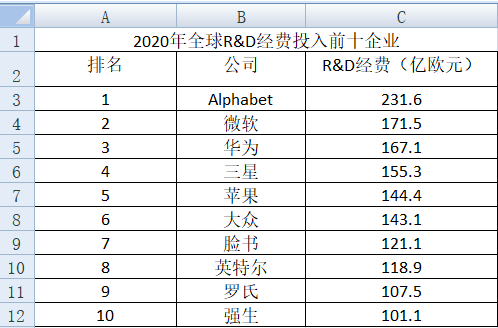 A B C
1 2020年全球R&D经费投入前十企业
2 排名 公司 R&D经费（亿欧元）
3 1 Alphabet 231.6
4 2 微软 171.5
5 3 华为 167.1
6 4 三星 155.3
7 5 苹果 144.4
8 6 大众 143.1
9 7 脸书 121.1
10 8 英特尔 118.9
11 9 罗氏 107.5
12 10 强生 101.1